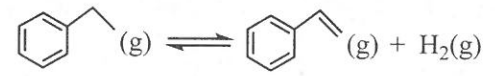 (g) ⇌ (g) + H₂(g)